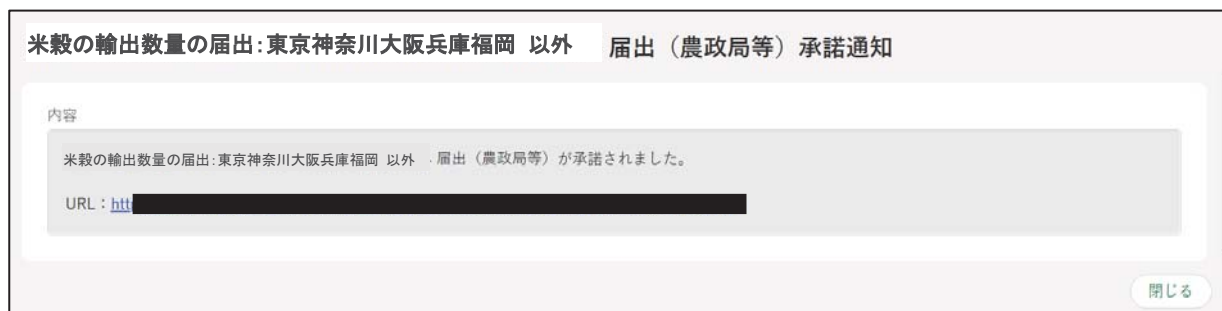 米穀の輸出数量の届出：東京神奈川大阪兵庫福岡 以外 届出（農政局等）承諾通知
内容
米穀の輸出数量の届出：東京神奈川大阪兵庫福岡 以外 届出（農政局等）が承諾されました。
URL：htt
閉じる